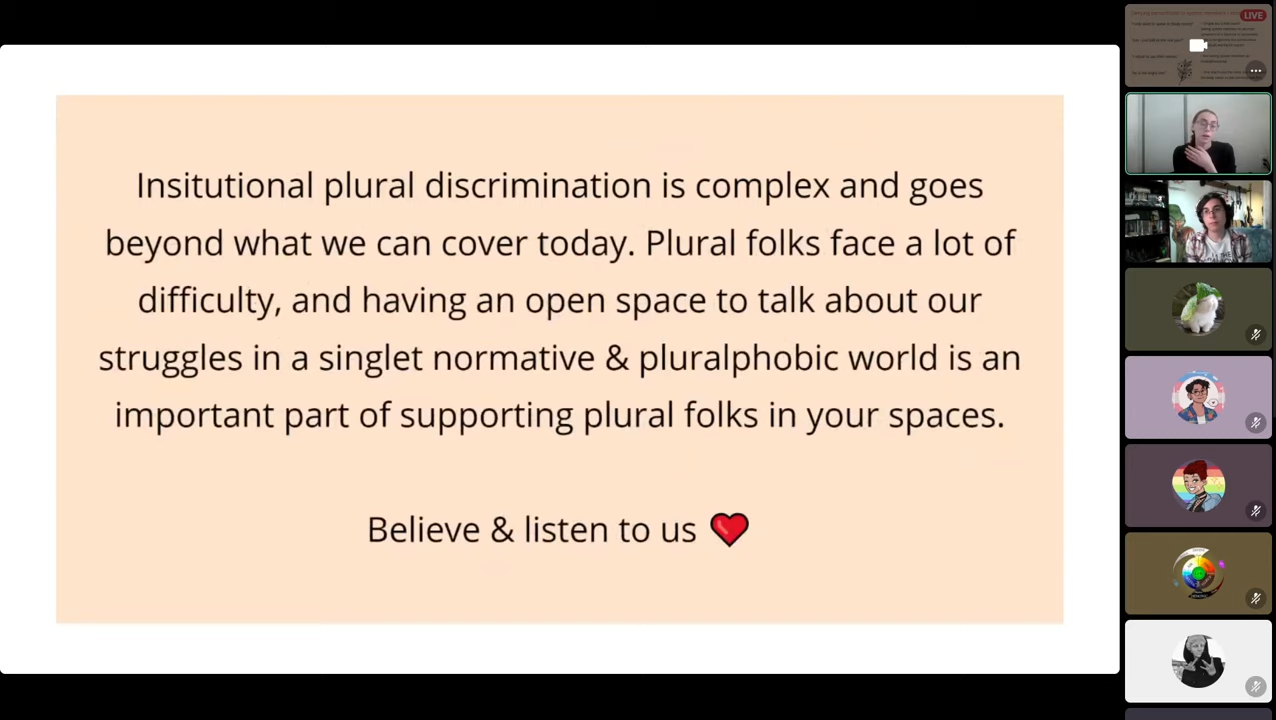 Insitutional plural discrimination is complex and goes
beyond what we can cover today. Plural folks face a lot of
difficulty, and having an open space to talk about our
struggles in a singlet normative & pluralphobic world is an
important part of supporting plural folks in your spaces.
Believe & listen to us
LIVE